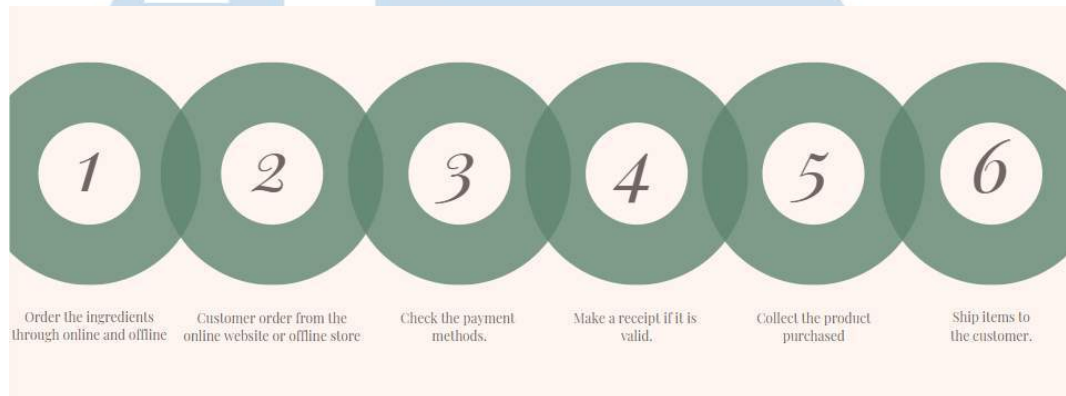 1
2
3
4
5
6
Order the ingredients
through online and offline
Customer order from the
online website or offline store
Check the payment
methods.
Make a receipt if it is
valid.
Collect the product
purchased
Ship items to
the customer.